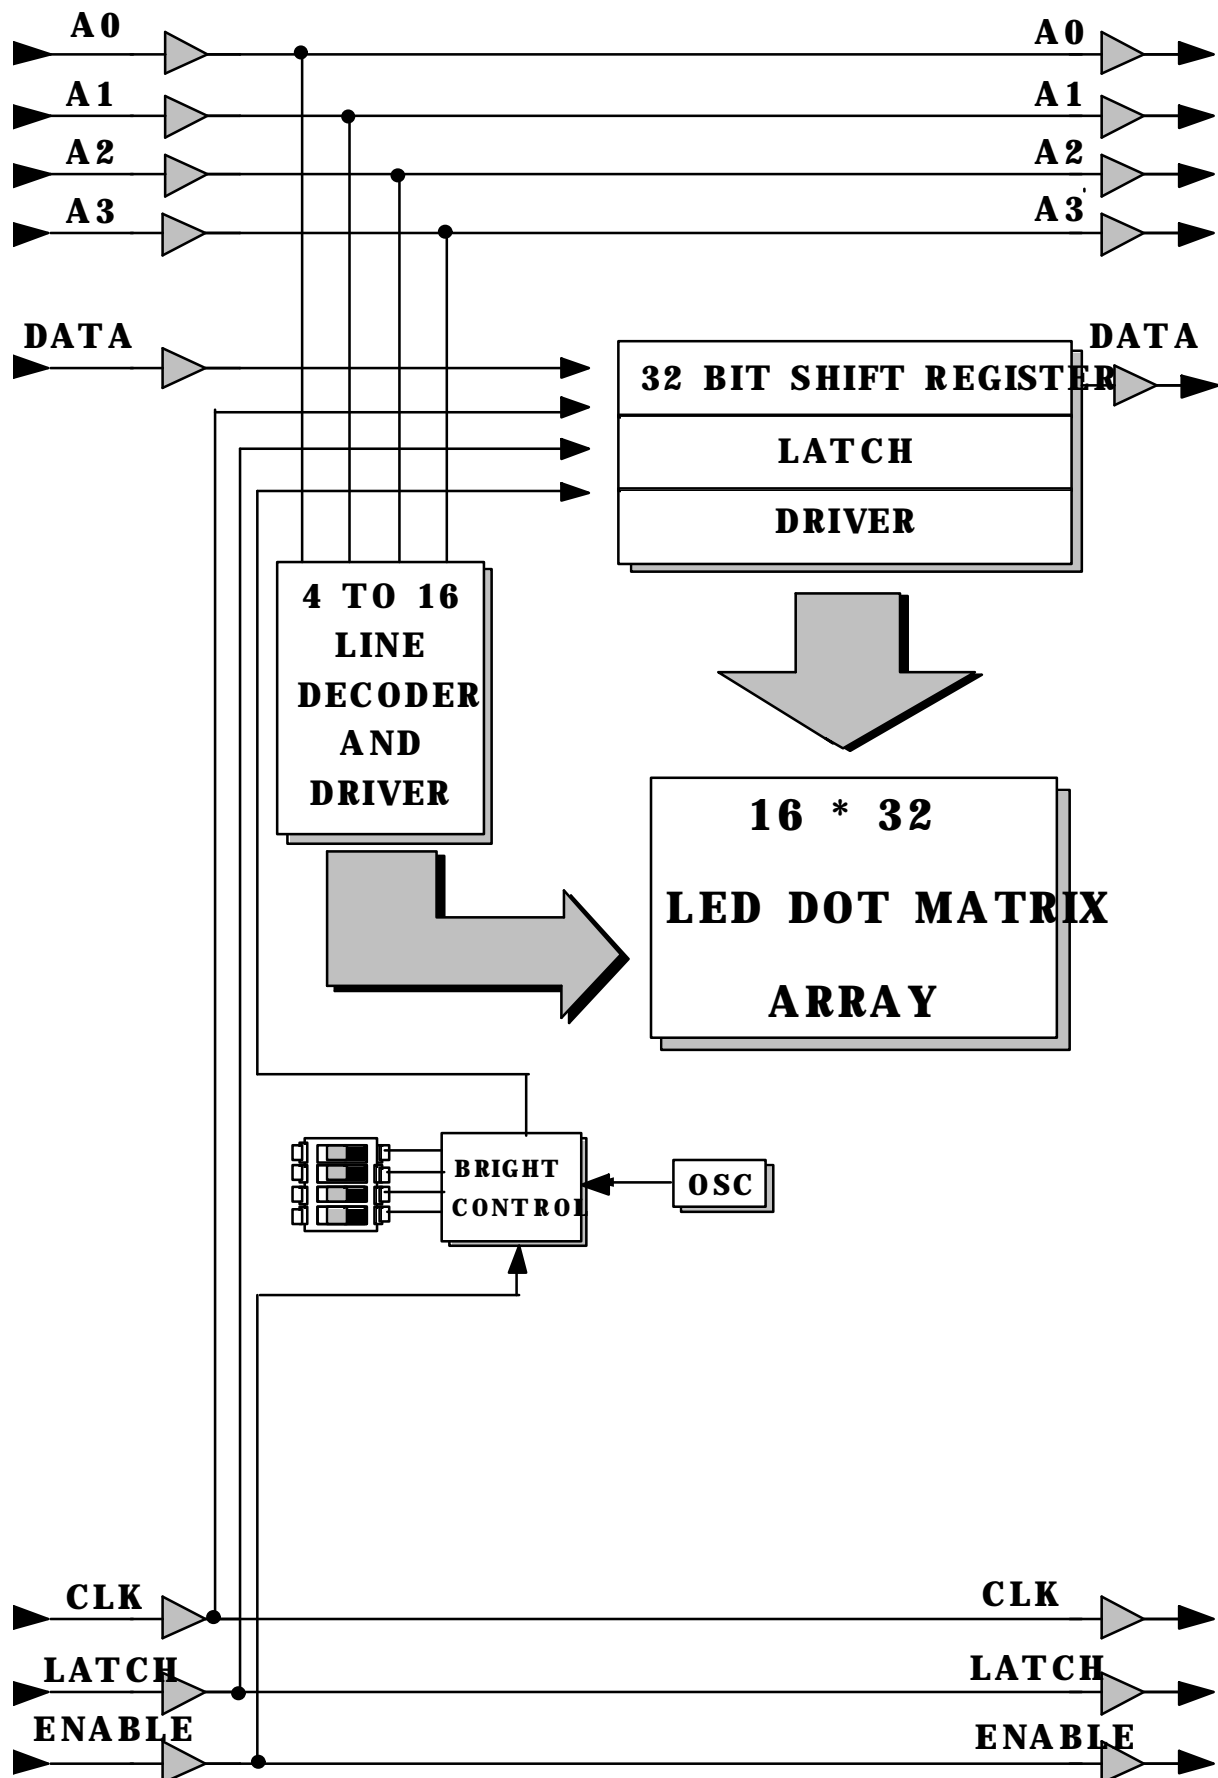 A0 A0
A1 A1
A2 A2
A3 A3
DATA DATA
32 BIT SHIFT REGISTER
LATCH
DRIVER
4 TO 16
LINE
DECODER
AND
DRIVER
16 * 32
LED DOT MATRIX
ARRAY
BRIGHT
CONTROL
OSC
CLK CLK
LATCH LATCH
ENABLE ENABLE